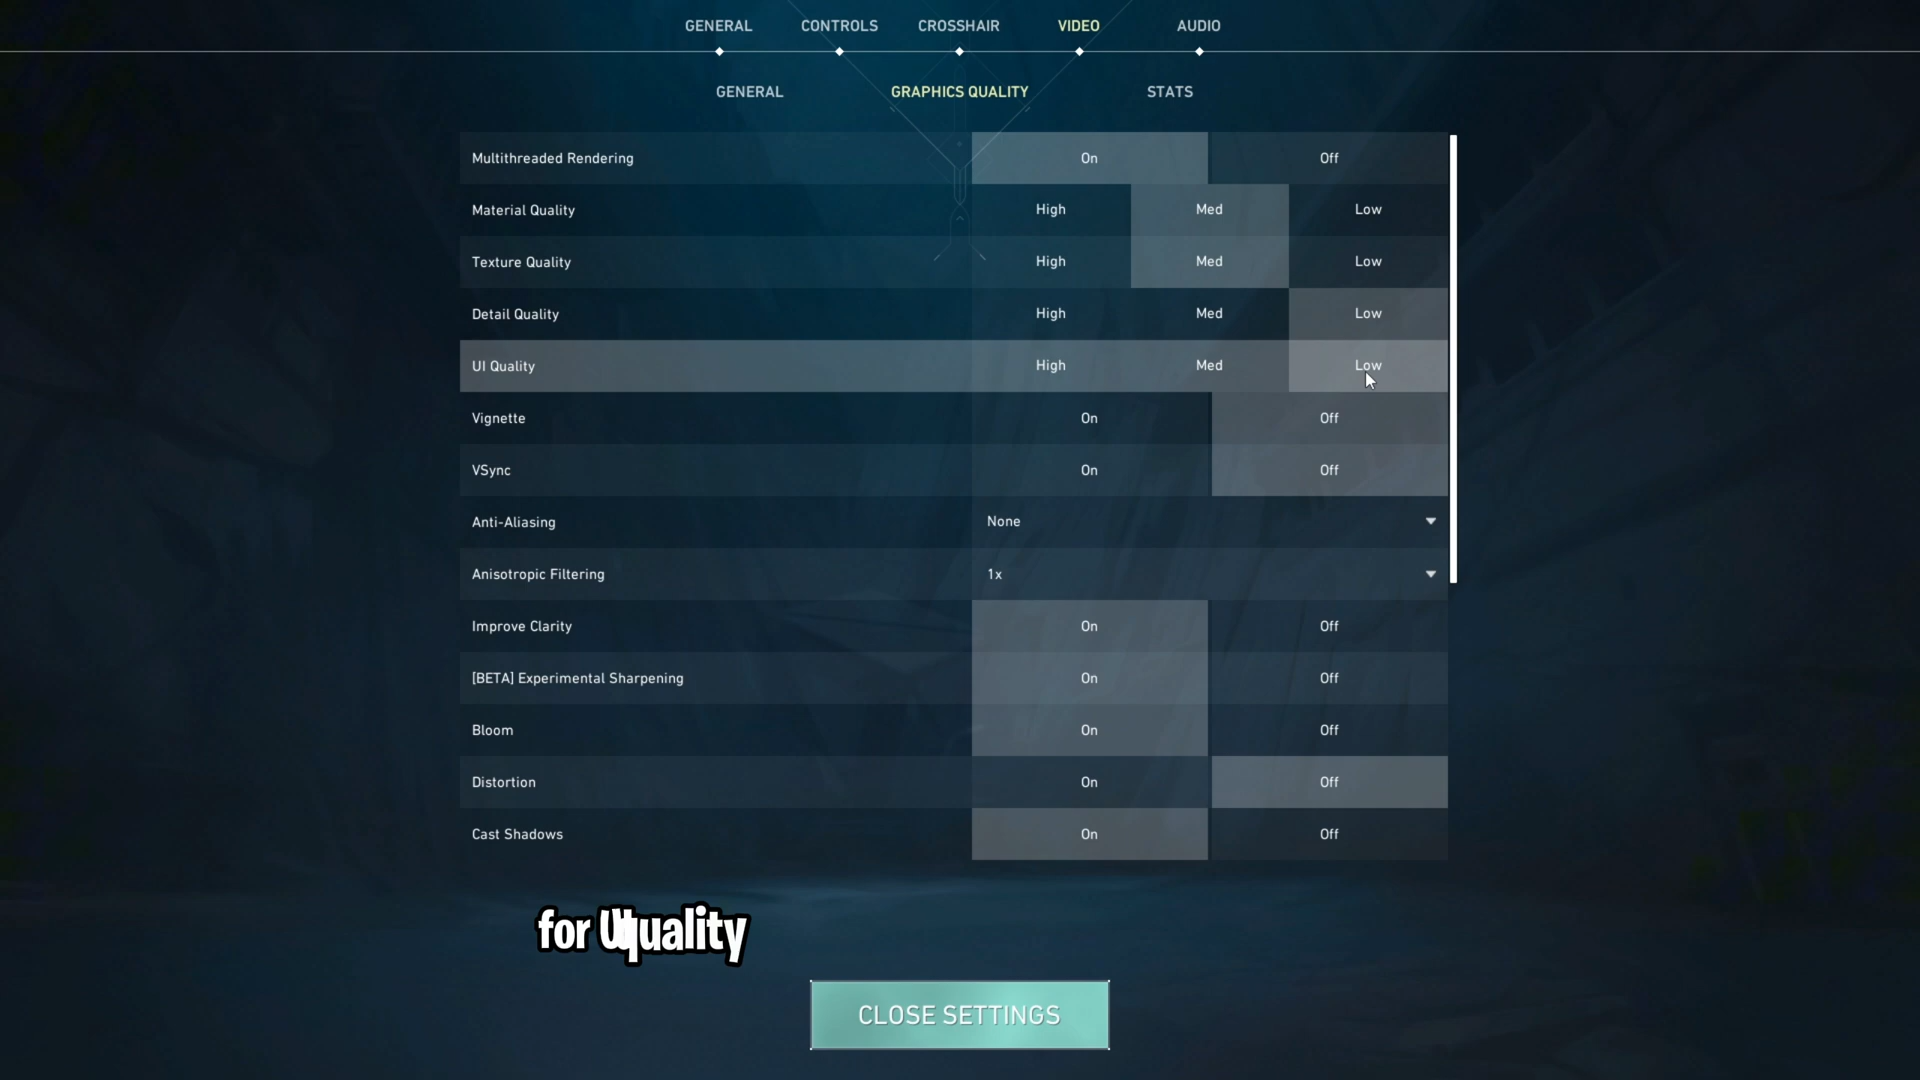 GENERAL CONTROLS CROSSHAIR VIDEO AUDIO
GENERAL GRAPHICS QUALITY STATS
Multithreaded Rendering On Off
Material Quality High Med Low
Texture Quality High Med Low
Detail Quality High Med Low
UI Quality High Med Low
Vignette On Off
VSync On Off
Anti-Aliasing None
Anisotropic Filtering 1x
Improve Clarity On Off
[BETA] Experimental Sharpening On Off
Bloom On Off
Distortion On Off
Cast Shadows On Off
for UI quality
CLOSE SETTINGS